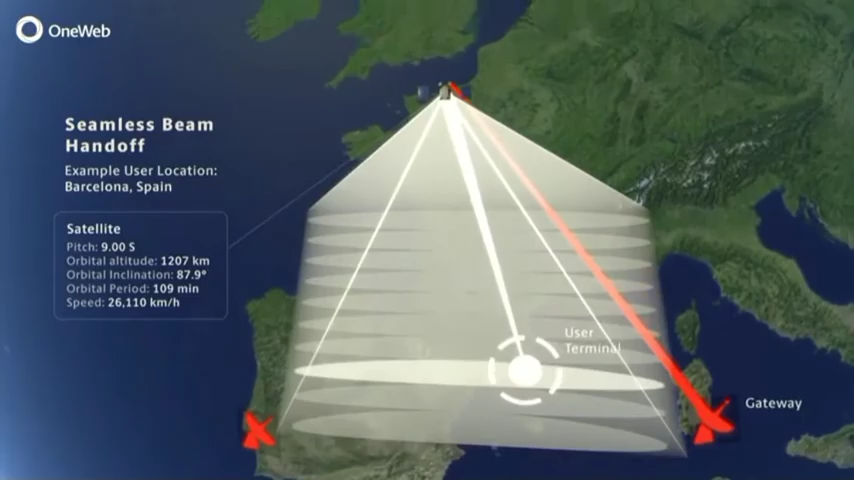 OneWeb
Seamless Beam
Handoff
Example User Location:
Barcelona, Spain
Satellite
Pitch: 9.00 S
Orbital altitude: 1207 km
Orbital Inclination: 87.9°
Orbital Period: 109 min
Speed: 26,110 km/h
User
Terminal
Gateway